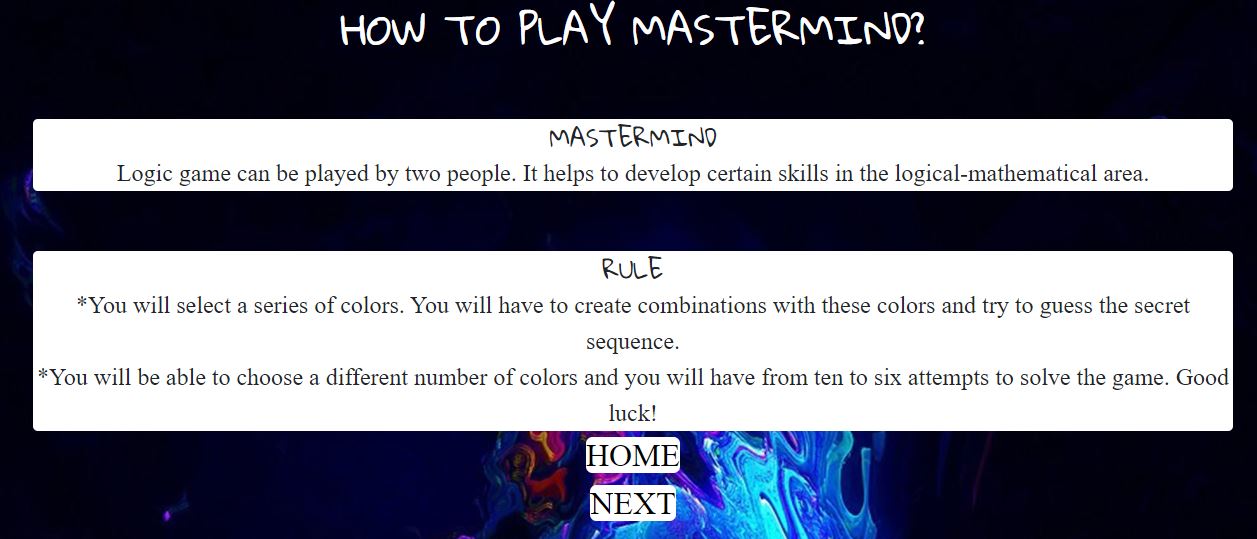 HOW TO PLAY MASTERMIND?
MASTERMIND
Logic game can be played by two people. It helps to develop certain skills in the logical-mathematical area.
RULE
*You will select a series of colors. You will have to create combinations with these colors and try to guess the secret
sequence.
*You will be able to choose a different number of colors and you will have from ten to six attempts to solve the game. Good
luck!
HOME
NEXT